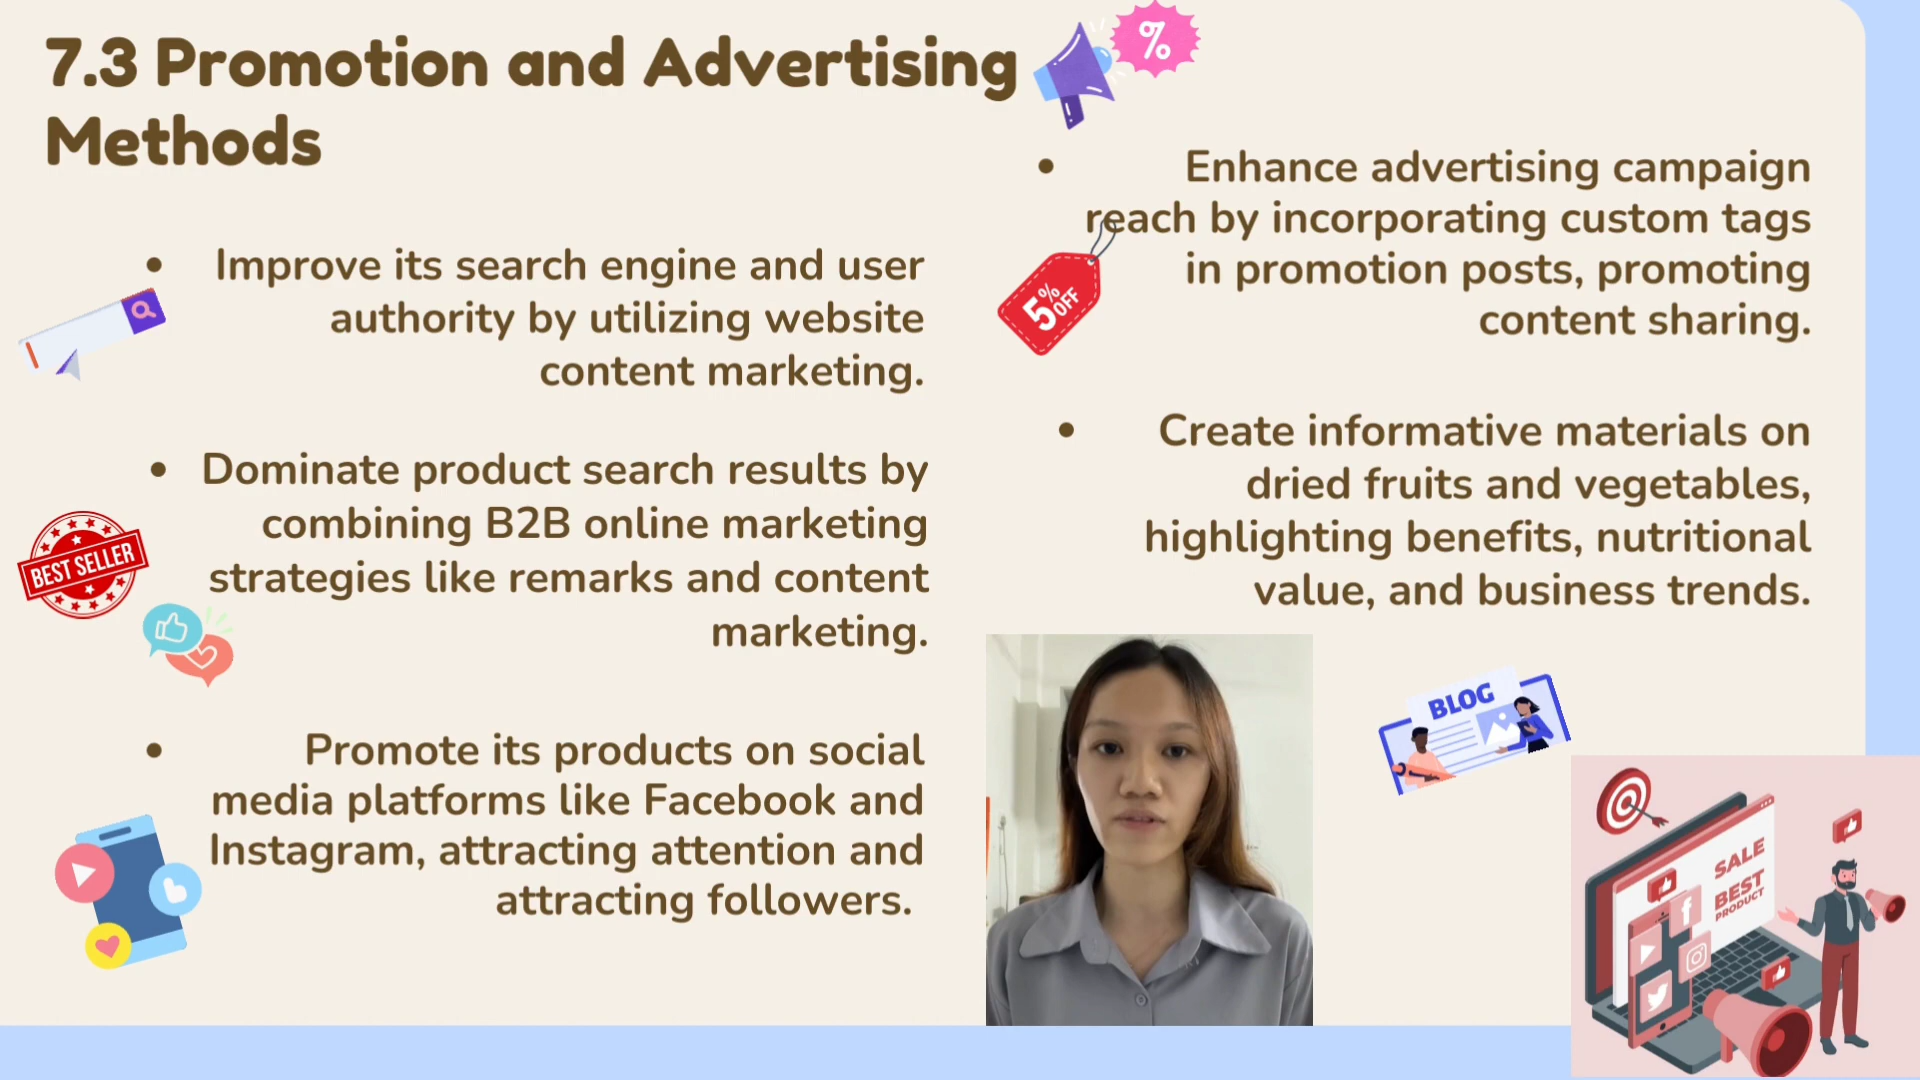 7.3 Promotion and Advertising
Methods
%
• Improve its search engine and user
authority by utilizing website
content marketing.
• Dominate product search results by
combining B2B online marketing
strategies like remarks and content
marketing.
BEST SELLER
• Promote its products on social
media platforms like Facebook and
Instagram, attracting attention and
attracting followers.
• Enhance advertising campaign
reach by incorporating custom tags
in promotion posts, promoting
content sharing.
5% OFF
• Create informative materials on
dried fruits and vegetables,
highlighting benefits, nutritional
value, and business trends.
BLOG
SALE
BEST
PRODUCT